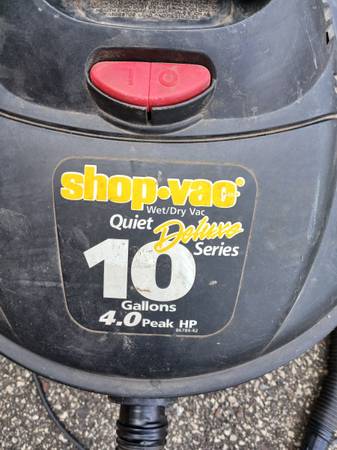 shop·vac®
Wet/Dry Vac
Quiet Deluxe Series
10
Gallons
4.0 Peak HP